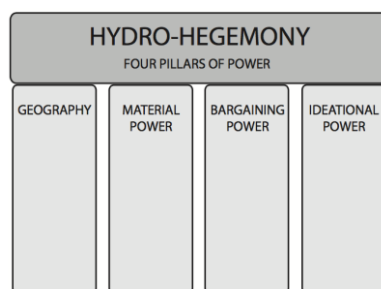 HYDRO-HEGEMONY
FOUR PILLARS OF POWER
GEOGRAPHY
MATERIAL
POWER
BARGAINING
POWER
IDEATIONAL
POWER